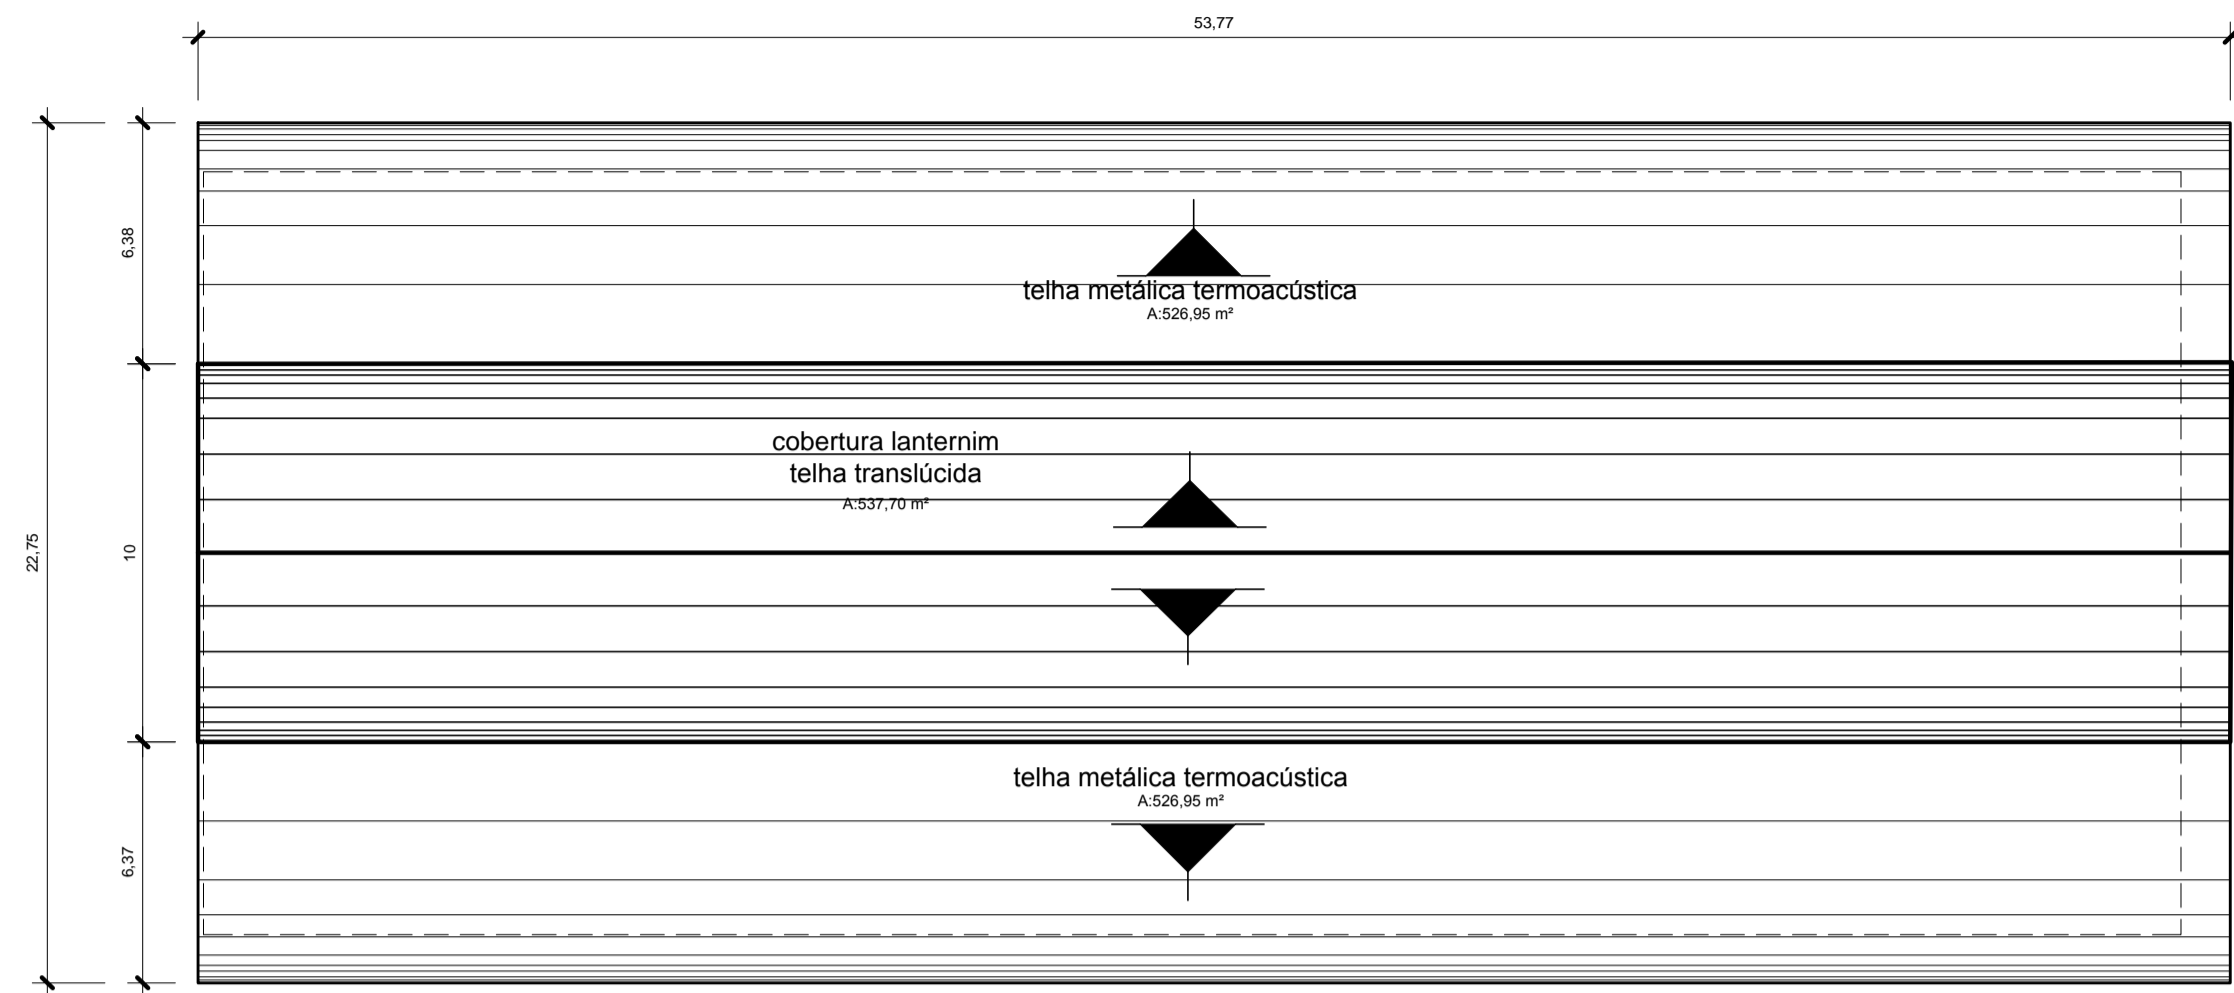 53,77
6,38
telha metálica termoacústica
A:526,95 m²
cobertura lanternim
telha translúcida
A:537,70 m²
22,75
10
telha metálica termoacústica
A:526,95 m²
6,37